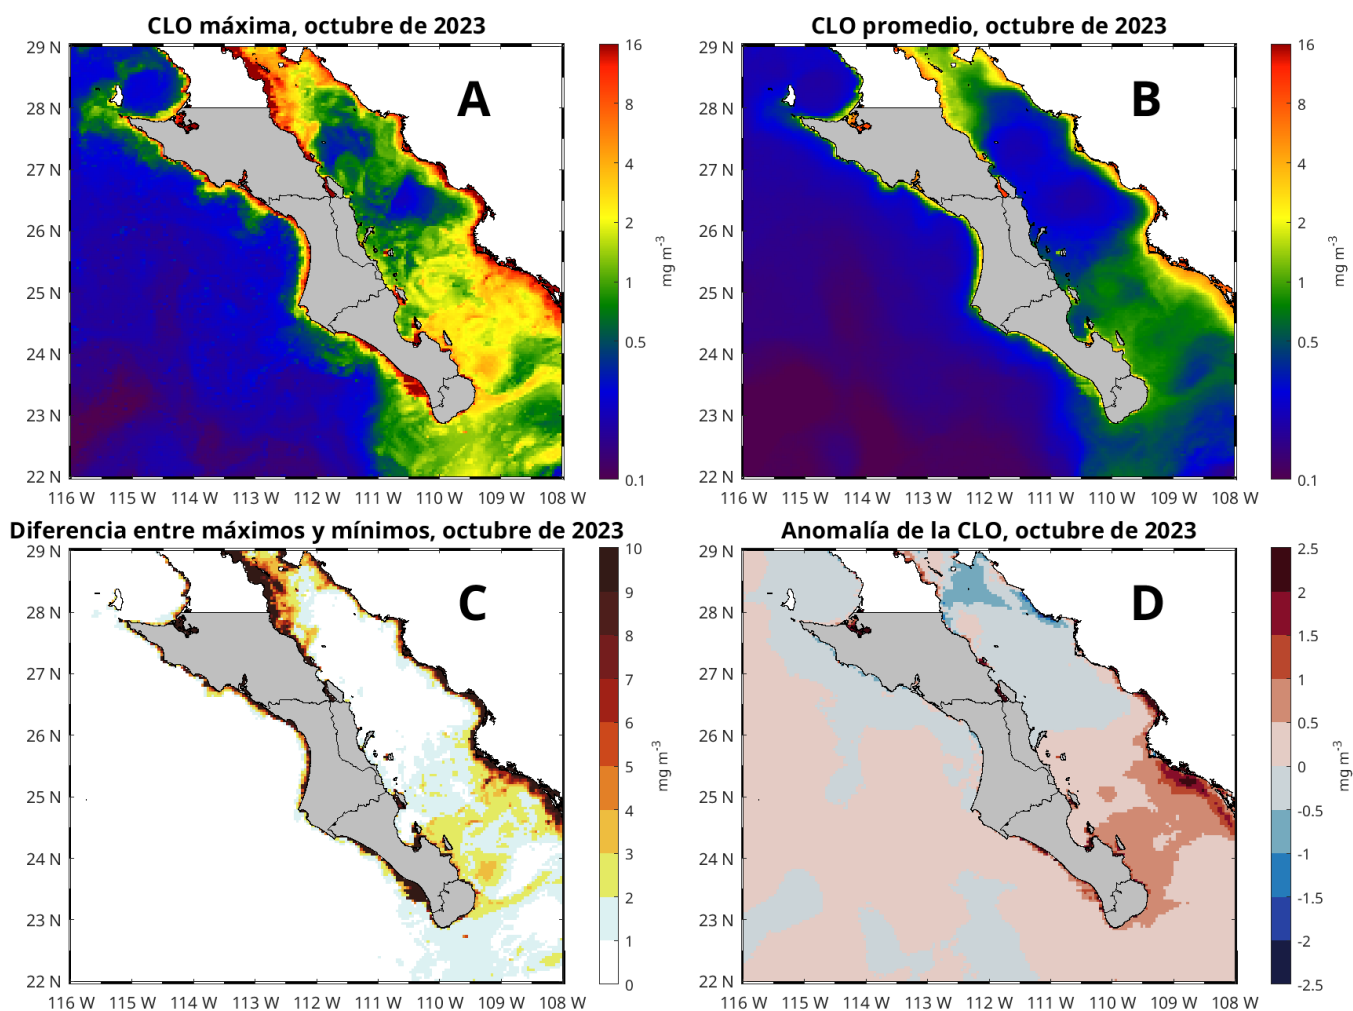 CLO máxima, octubre de 2023
29 N
28 N
27 N
26 N
25 N
24 N
23 N
22 N
116 W 115 W 114 W 113 W 112 W 111 W 110 W 109 W 108 W
A
16
8
4
2
1
0.5
0.1
mg m-3
CLO promedio, octubre de 2023
29 N
28 N
27 N
26 N
25 N
24 N
23 N
22 N
116 W 115 W 114 W 113 W 112 W 111 W 110 W 109 W 108 W
B
16
8
4
2
1
0.5
0.1
mg m-3
Diferencia entre máximos y mínimos, octubre de 2023
29 N
28 N
27 N
26 N
25 N
24 N
23 N
22 N
116 W 115 W 114 W 113 W 112 W 111 W 110 W 109 W 108 W
C
10
9
8
7
6
5
4
3
2
1
0
mg m-3
Anomalía de la CLO, octubre de 2023
29 N
28 N
27 N
26 N
25 N
24 N
23 N
22 N
116 W 115 W 114 W 113 W 112 W 111 W 110 W 109 W 108 W
D
2.5
2
1.5
1
0.5
0
-0.5
-1
-1.5
-2
-2.5
mg m-3